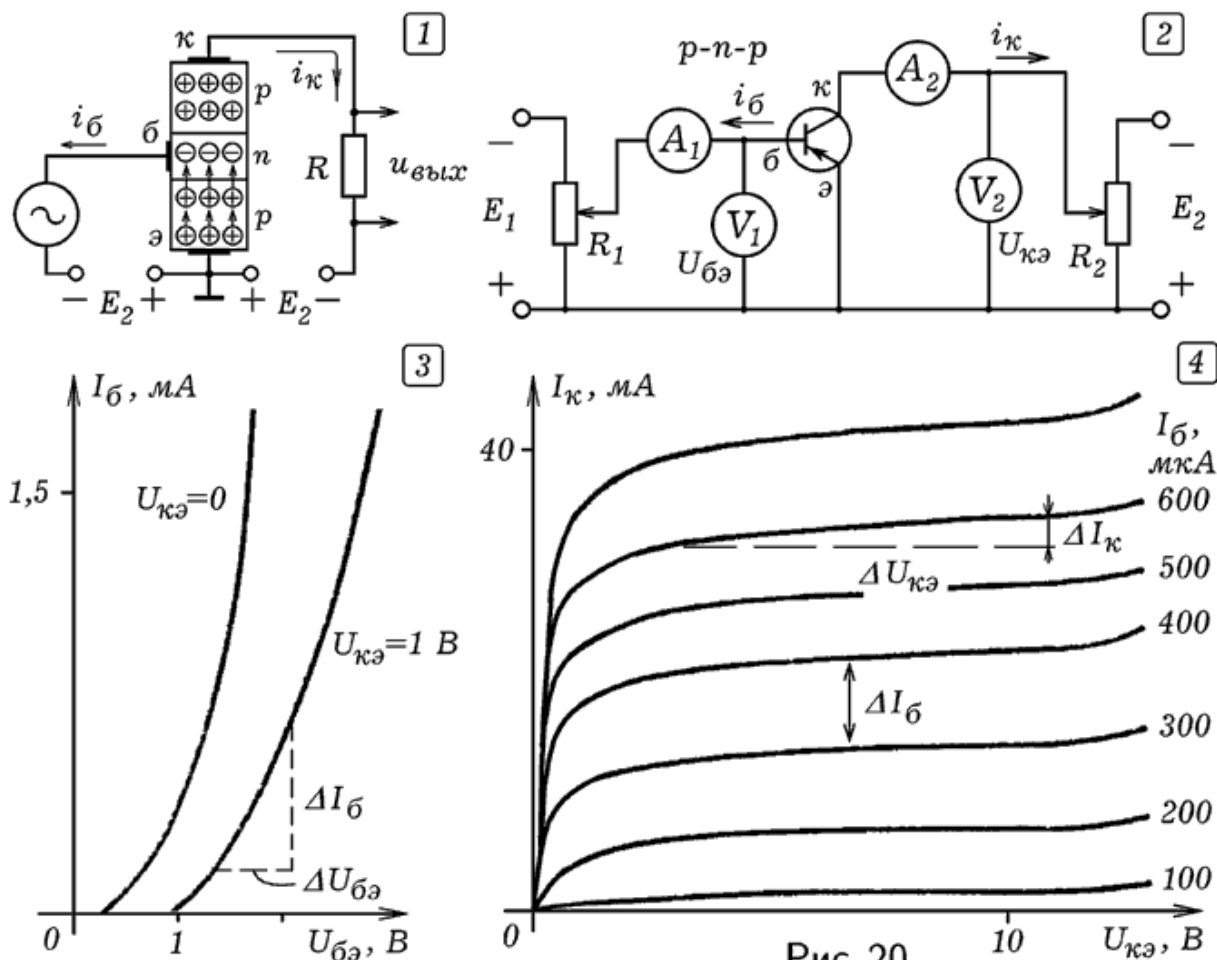 1
к
p
iк
iб
б
n
R
uвых
p
э
− E2 + + E2 −
2
p-n-p
iк
A2
к
iб
−
−
A1
б
э
V2
E1
E2
R1
V1
Uбэ
Uкэ
R2
+
+
3
Iб, мА
1,5
Uкэ=0
Uкэ=1 В
ΔIб
ΔUбэ
0
1
Uбэ, В
4
Iк, мА
Iб,
мкА
40
600
ΔIк
ΔUкэ
500
400
ΔIб
300
200
100
0
10
Uкэ, В
Рис. 20